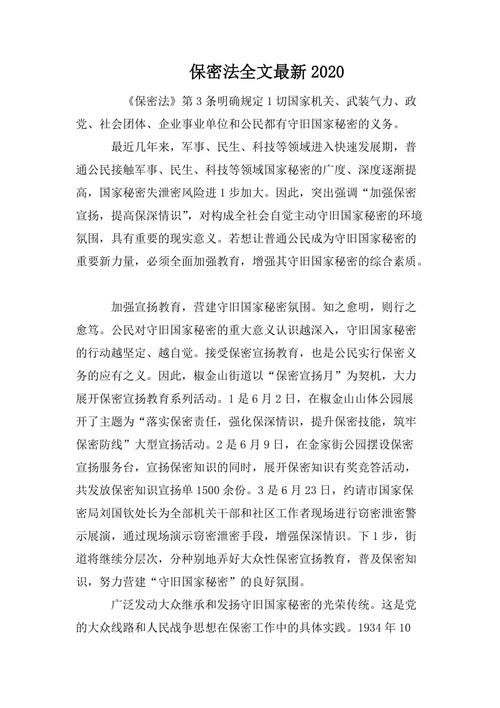 保密法全文最新 2020
《保密法》第 3 条明确规定 1 切国家机关、武装气力、政
党、社会团体、企业事业单位和公民都有守旧国家秘密的义务。
最近几年来，军事、民生、科技等领域进入快速发展期，普
通公民接触军事、民生、科技等领域国家秘密的广度、深度逐渐提
高，国家秘密失泄密风险进 1 步加大。因此，突出强调“加强保密
宣扬，提高保深情识”，对构成全社会自觉主动守旧国家秘密的环境
氛围，具有重要的现实意义。若想让普通公民成为守旧国家秘密的
重要新力量，必须全面加强教育，增强其守旧国家秘密的综合素质。
加强宣扬教育，营建守旧国家秘密氛围。知之愈明，则行之
愈笃。公民对守旧国家秘密的重大意义认识越深入，守旧国家秘密
的行动越坚定、越自觉。接受保密宣扬教育，也是公民实行保密义
务的应有之义。因此，椒金山街道以“保密宣扬月”为契机，大力
展开保密宣扬教育系列活动。1 是 6 月 2 日，在椒金山山体公园展
开了主题为“落实保密责任，强化保深情识，提升保密技能，筑牢
保密防线”大型宣扬活动。2 是 6 月 9 日，在金家街公园摆设保密
宣扬服务台，宣扬保密知识的同时，展开保密知识有奖竞答活动，
共发放保密知识宣扬单 1500 余份。3 是 6 月 23 日，约请市国家保
密局刘国钦处长为全部机关干部和社区工作者现场进行窃密泄密警
示展演，通过现场演示窃密泄密手段，增强保深情识。下 1 步，街
道将继续分层次，分种别地弄好大众性保密宣扬教育，普及保密知
识，努力营建“守旧国家秘密”的良好氛围。
广泛发动大众继承和发扬守旧国家秘密的光荣传统。这是党
的大众线路和人民战争思想在保密工作中的具体实践。1934 年 10